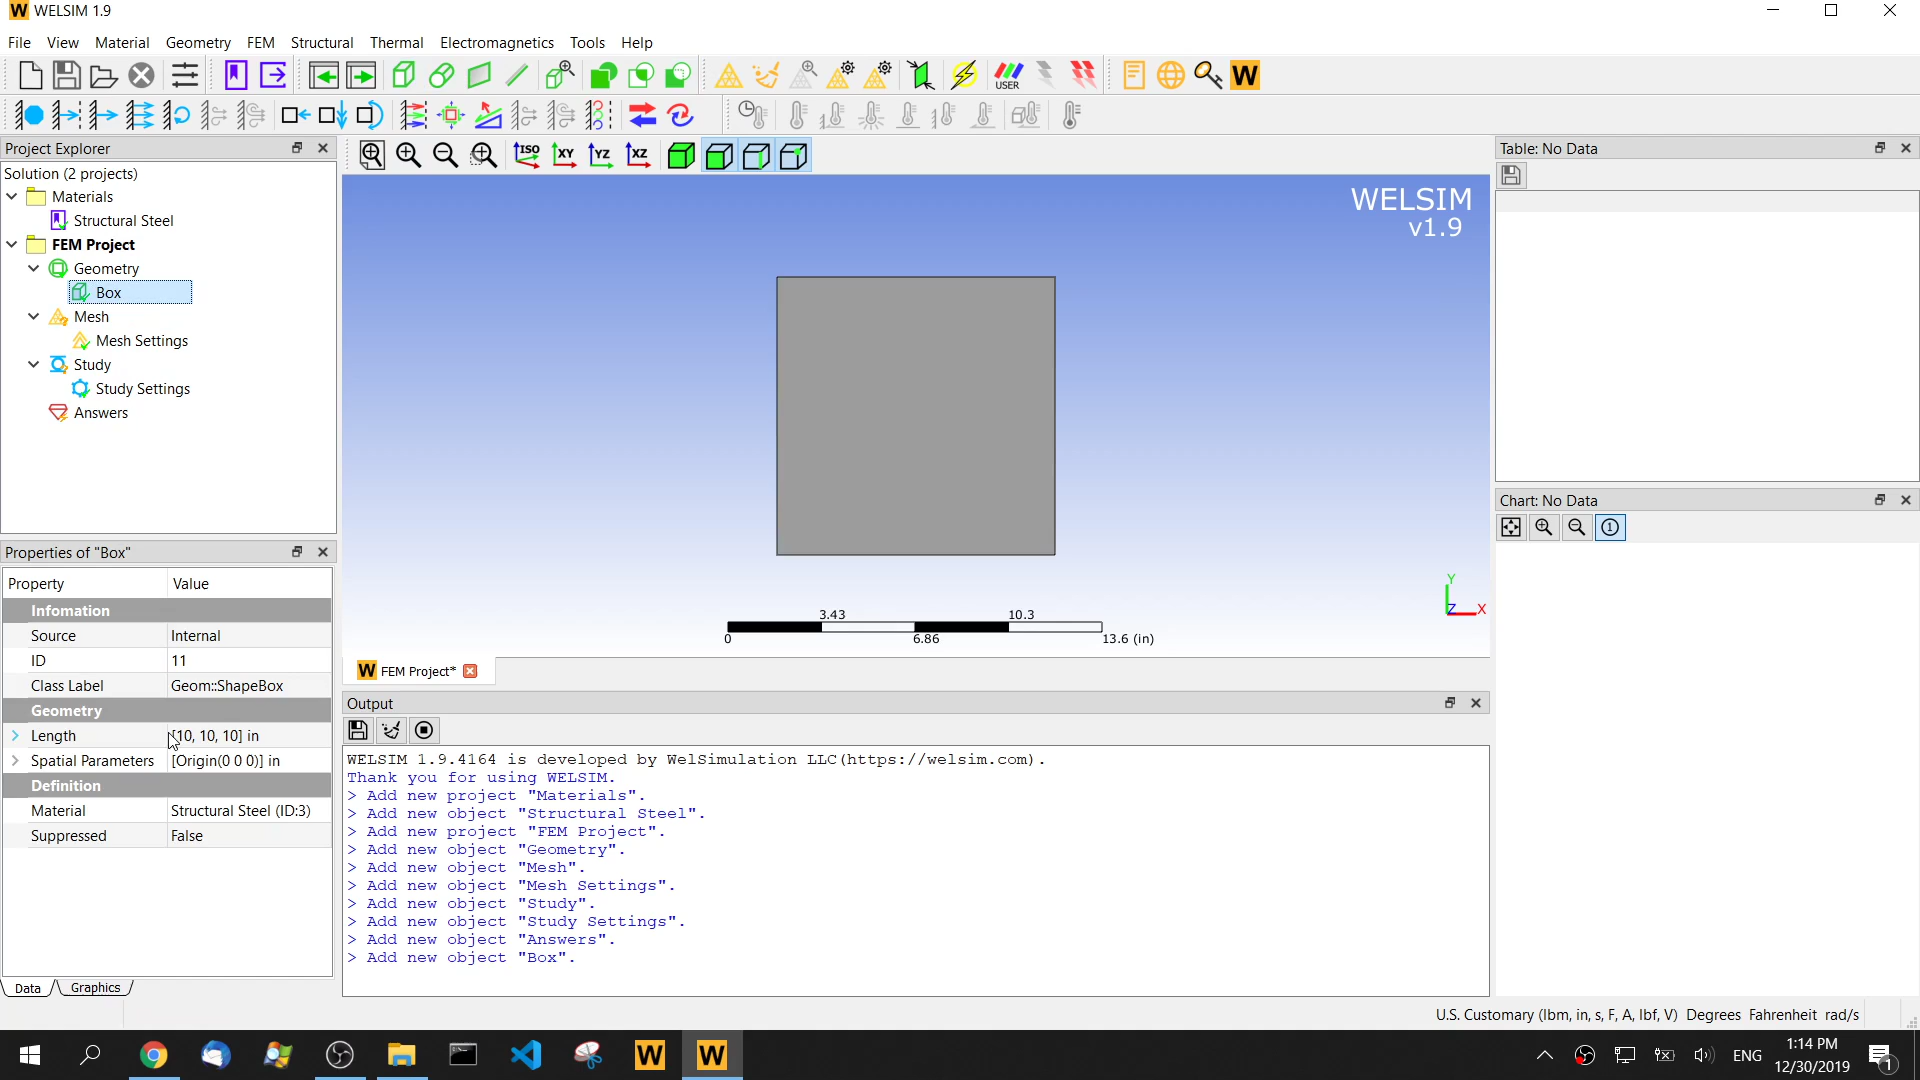 WELSIM 1.9
File View Material Geometry FEM Structural Thermal Electromagnetics Tools Help
USER
Project Explorer
Solution (2 projects)
Materials
Structural Steel
FEM Project
Geometry
Box
Mesh
Mesh Settings
Study
Study Settings
Answers
ISO XY YZ XZ
WELSIM
v1.9
Y
Z X
3.43 10.3
0 6.86 13.6 (in)
FEM Project*
Table: No Data
Chart: No Data
Properties of "Box"
Property Value
Infomation
Source Internal
ID 11
Class Label Geom::ShapeBox
Geometry
Length [10, 10, 10] in
Spatial Parameters [Origin(0 0 0)] in
Definition
Material Structural Steel (ID:3)
Suppressed False
Data Graphics
Output
WELSIM 1.9.4164 is developed by WelSimulation LLC(https://welsim.com).
Thank you for using WELSIM.
> Add new project "Materials".
> Add new object "Structural Steel".
> Add new project "FEM Project".
> Add new object "Geometry".
> Add new object "Mesh".
> Add new object "Mesh Settings".
> Add new object "Study".
> Add new object "Study Settings".
> Add new object "Answers".
> Add new object "Box".
U.S. Customary (lbm, in, s, F, A, lbf, V) Degrees Fahrenheit rad/s
ENG
1:14 PM
12/30/2019
1